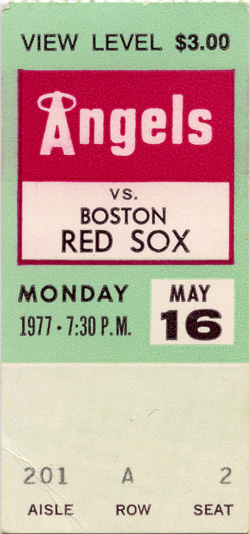 VIEW LEVEL $3.00
Angels
VS.
BOSTON
RED SOX
MONDAY MAY
1977 • 7:30 P.M. 16
201 A 2
AISLE ROW SEAT